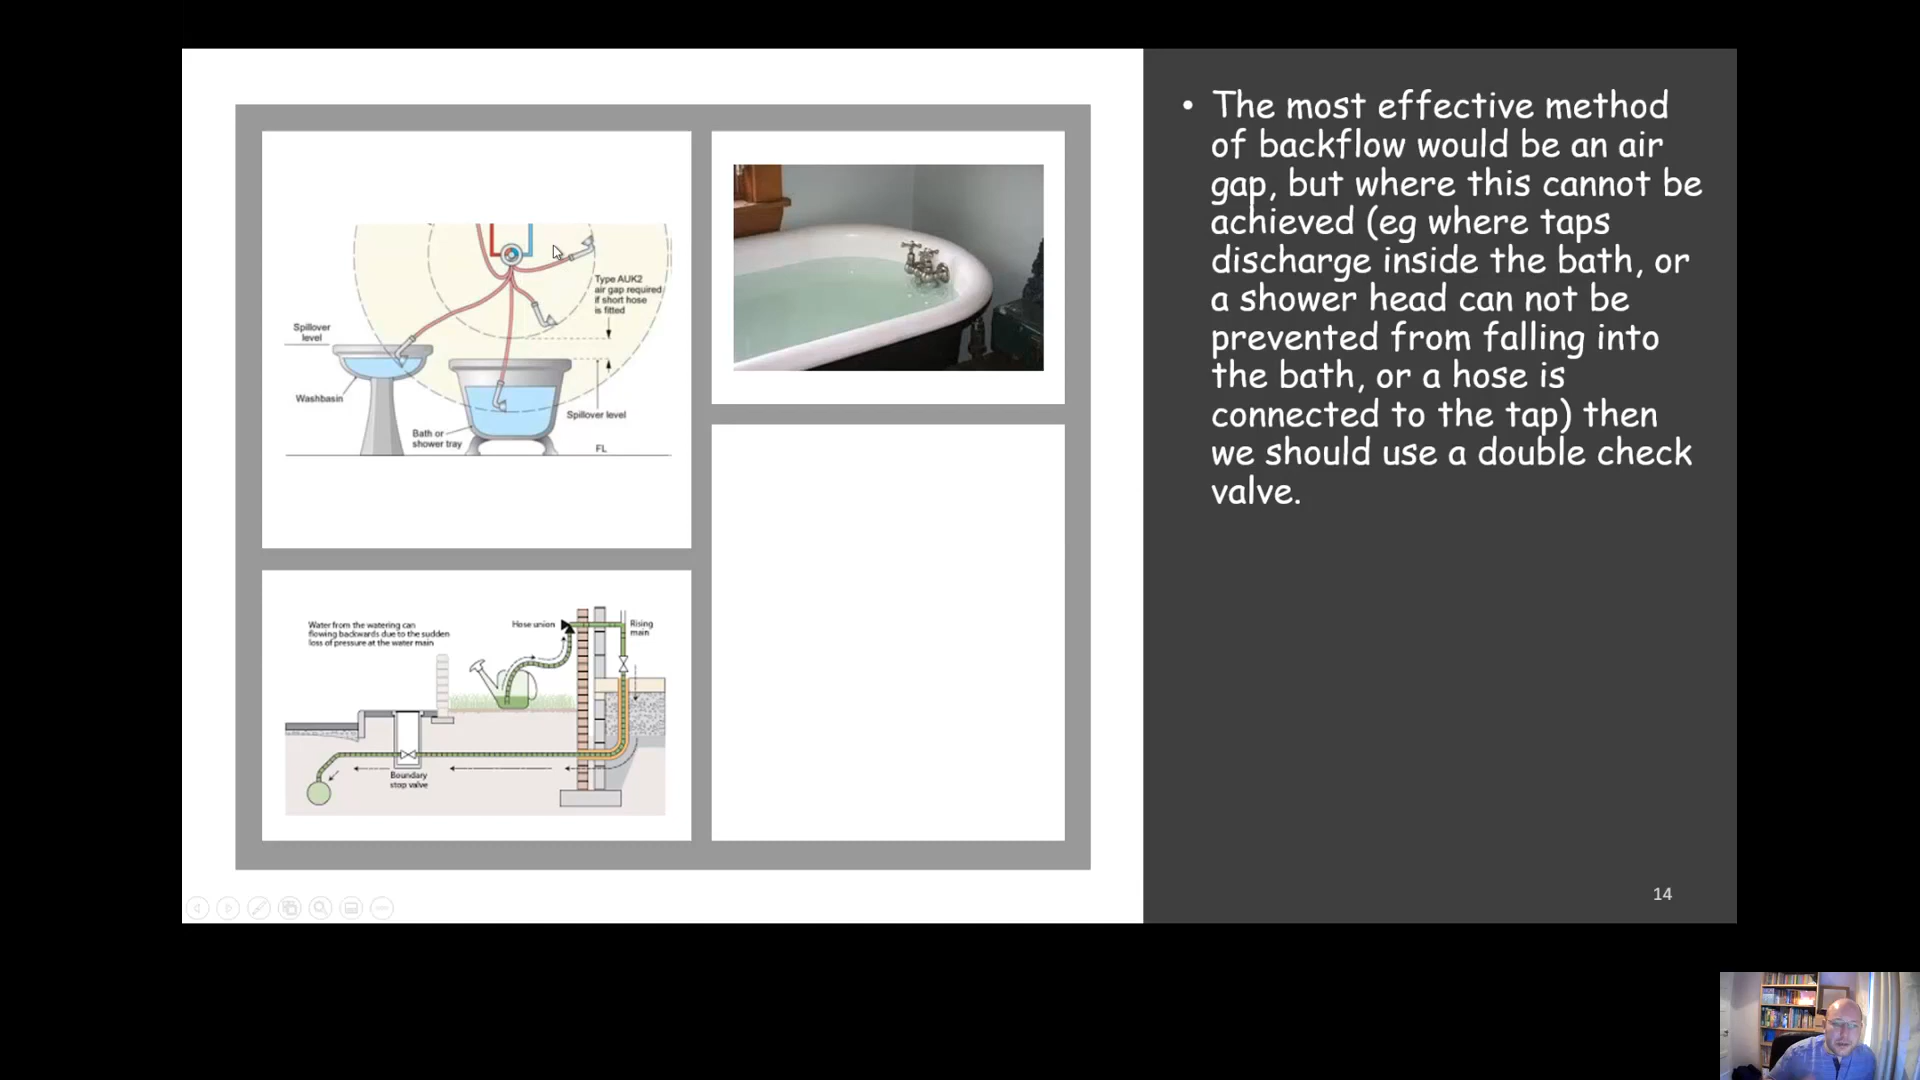 Type AUK2
air gap required
if short hose
is fitted
Spillover
level
Washbasin
Bath or
shower tray
Spillover level
FL
Water from the watering can
flowing backwards due to the sudden
loss of pressure at the water main
Hose union
Rising
main
Boundary
stop valve
• The most effective method
of backflow would be an air
gap, but where this cannot be
achieved (eg where taps
discharge inside the bath, or
a shower head can not be
prevented from falling into
the bath, or a hose is
connected to the tap) then
we should use a double check
valve.
14